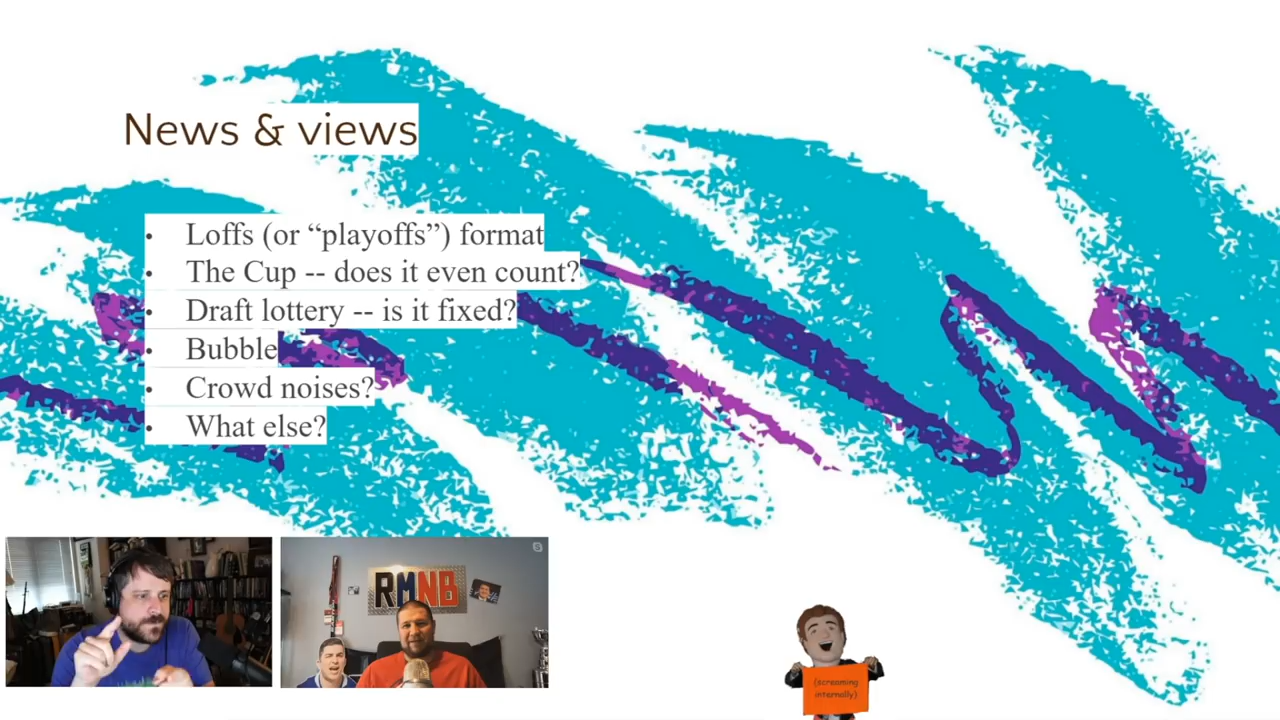 News & views
• Loffs (or “playoffs”) format
• The Cup -- does it even count?
• Draft lottery -- is it fixed?
• Bubble
• Crowd noises?
• What else?
RMNB
(screaming
internally)